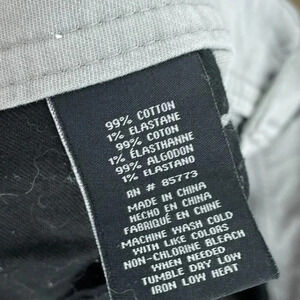 99% COTTON
1% ELASTANE
99% COTON
1% ÉLASTHANNE
99% ALGODON
1% ELASTANO
RN # 85773
MADE IN CHINA
HECHO EN CHINA
FABRIQUÉ EN CHINE
MACHINE WASH COLD
WITH LIKE COLORS
NON-CHLORINE BLEACH
WHEN NEEDED
TUMBLE DRY LOW
IRON LOW HEAT